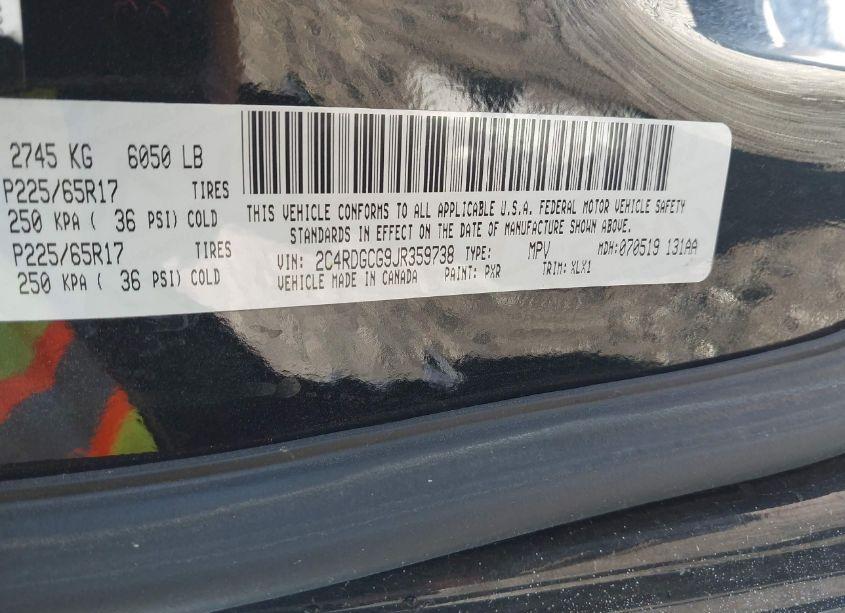 2745 KG 6050 LB
P225/65R17 TIRES
250 KPA ( 36 PSI) COLD
P225/65R17 TIRES
250 KPA ( 36 PSI) COLD
THIS VEHICLE CONFORMS TO ALL APPLICABLE U.S.A. FEDERAL MOTOR VEHICLE SAFETY
STANDARDS IN EFFECT ON THE DATE OF MANUFACTURE SHOWN ABOVE.
VIN: 2C4RDGCG9JR359738 TYPE: MPV MDH:070519 131AA
VEHICLE MADE IN CANADA PAINT: PXR TRIM: XLX1